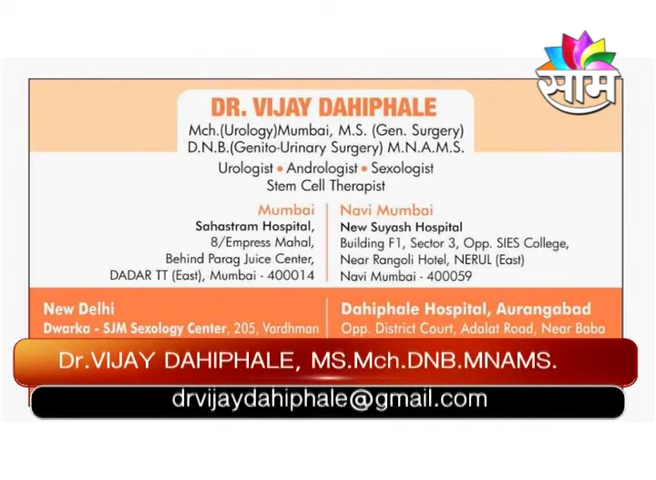 साम
DR. VIJAY DAHIPHALE
Mch.(Urology)Mumbai, M.S. (Gen. Surgery)
D.N.B.(Genito-Urinary Surgery) M.N.A.M.S.
Urologist • Andrologist • Sexologist
Stem Cell Therapist
Mumbai
Sahastram Hospital,
8/Empress Mahal,
Behind Parag Juice Center,
DADAR TT (East), Mumbai - 400014
Navi Mumbai
New Suyash Hospital
Building F1, Sector 3, Opp. SIES College,
Near Rangoli Hotel, NERUL (East)
Navi Mumbai - 400059
New Delhi
Dwarka - SJM Sexology Center, 205, Vardhman
Dahiphale Hospital, Aurangabad
Opp. District Court, Adalat Road, Near Baba
Dr.VIJAY DAHIPHALE, MS.Mch.DNB.MNAMS.
drvijaydahiphale@gmail.com